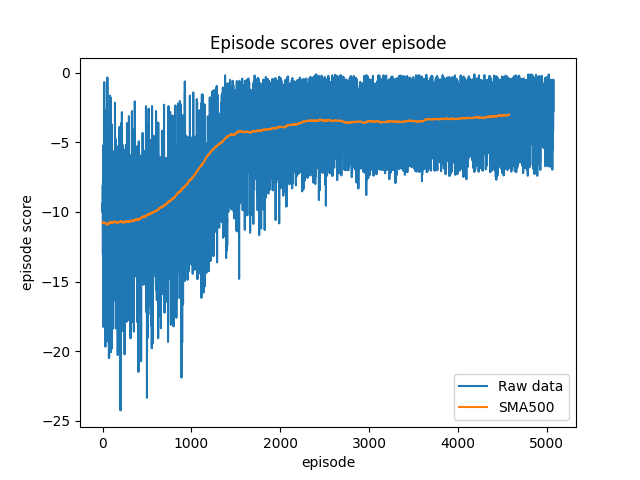 Episode scores over episode
episode score
0
−5
−10
−15
−20
−25
0
1000
2000
3000
4000
5000
episode
Raw data
SMA500